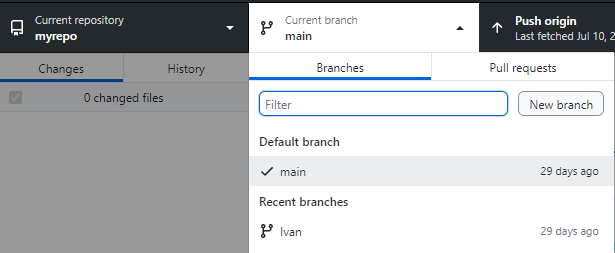 Current repository
myrepo
Current branch
main
Push origin
Last fetched Jul 10, 2
Changes
History
Branches
Pull requests
0 changed files
Filter
New branch
Default branch
main 29 days ago
Recent branches
Ivan 29 days ago